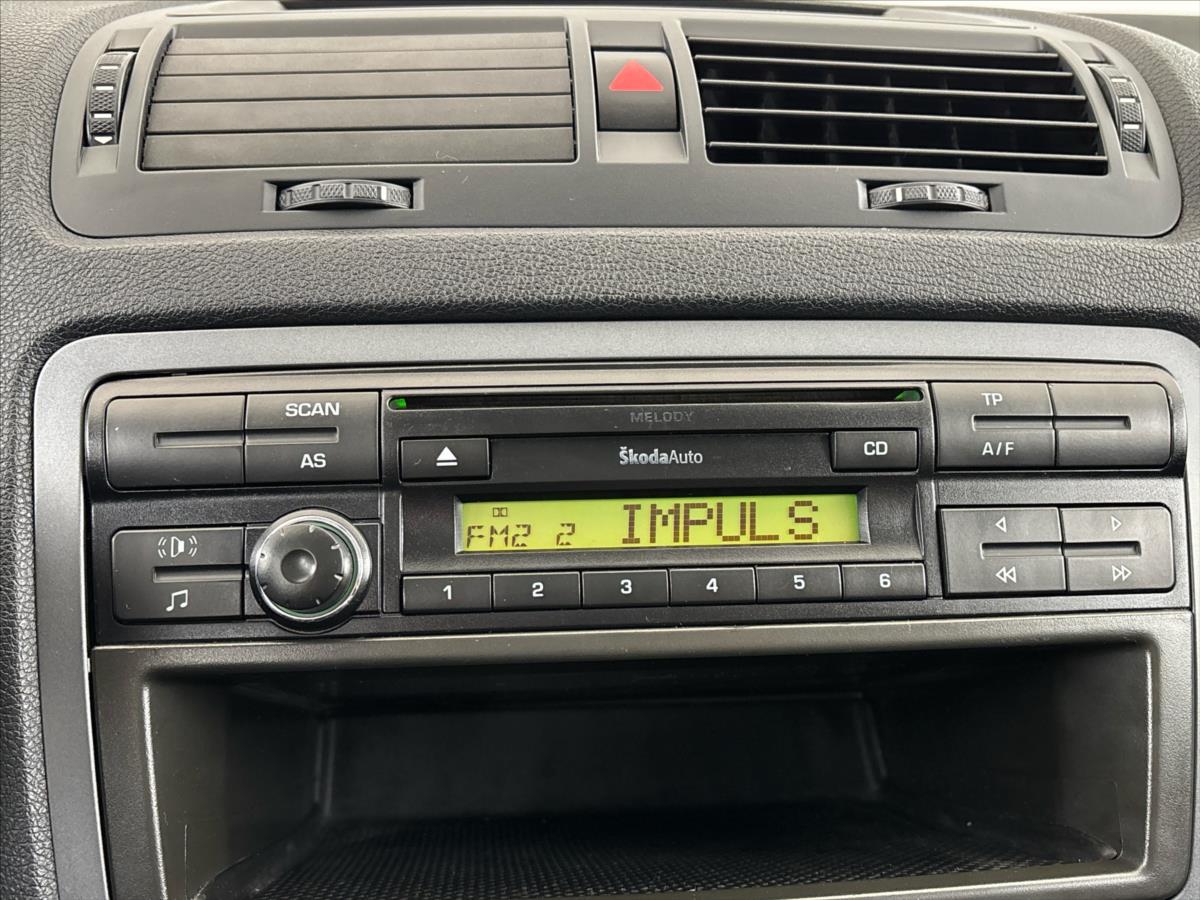 SCAN
AS
MELODY
ŠkodaAuto
CD
TP
A/F
FM2 2 IMPULS
1 2 3 4 5 6